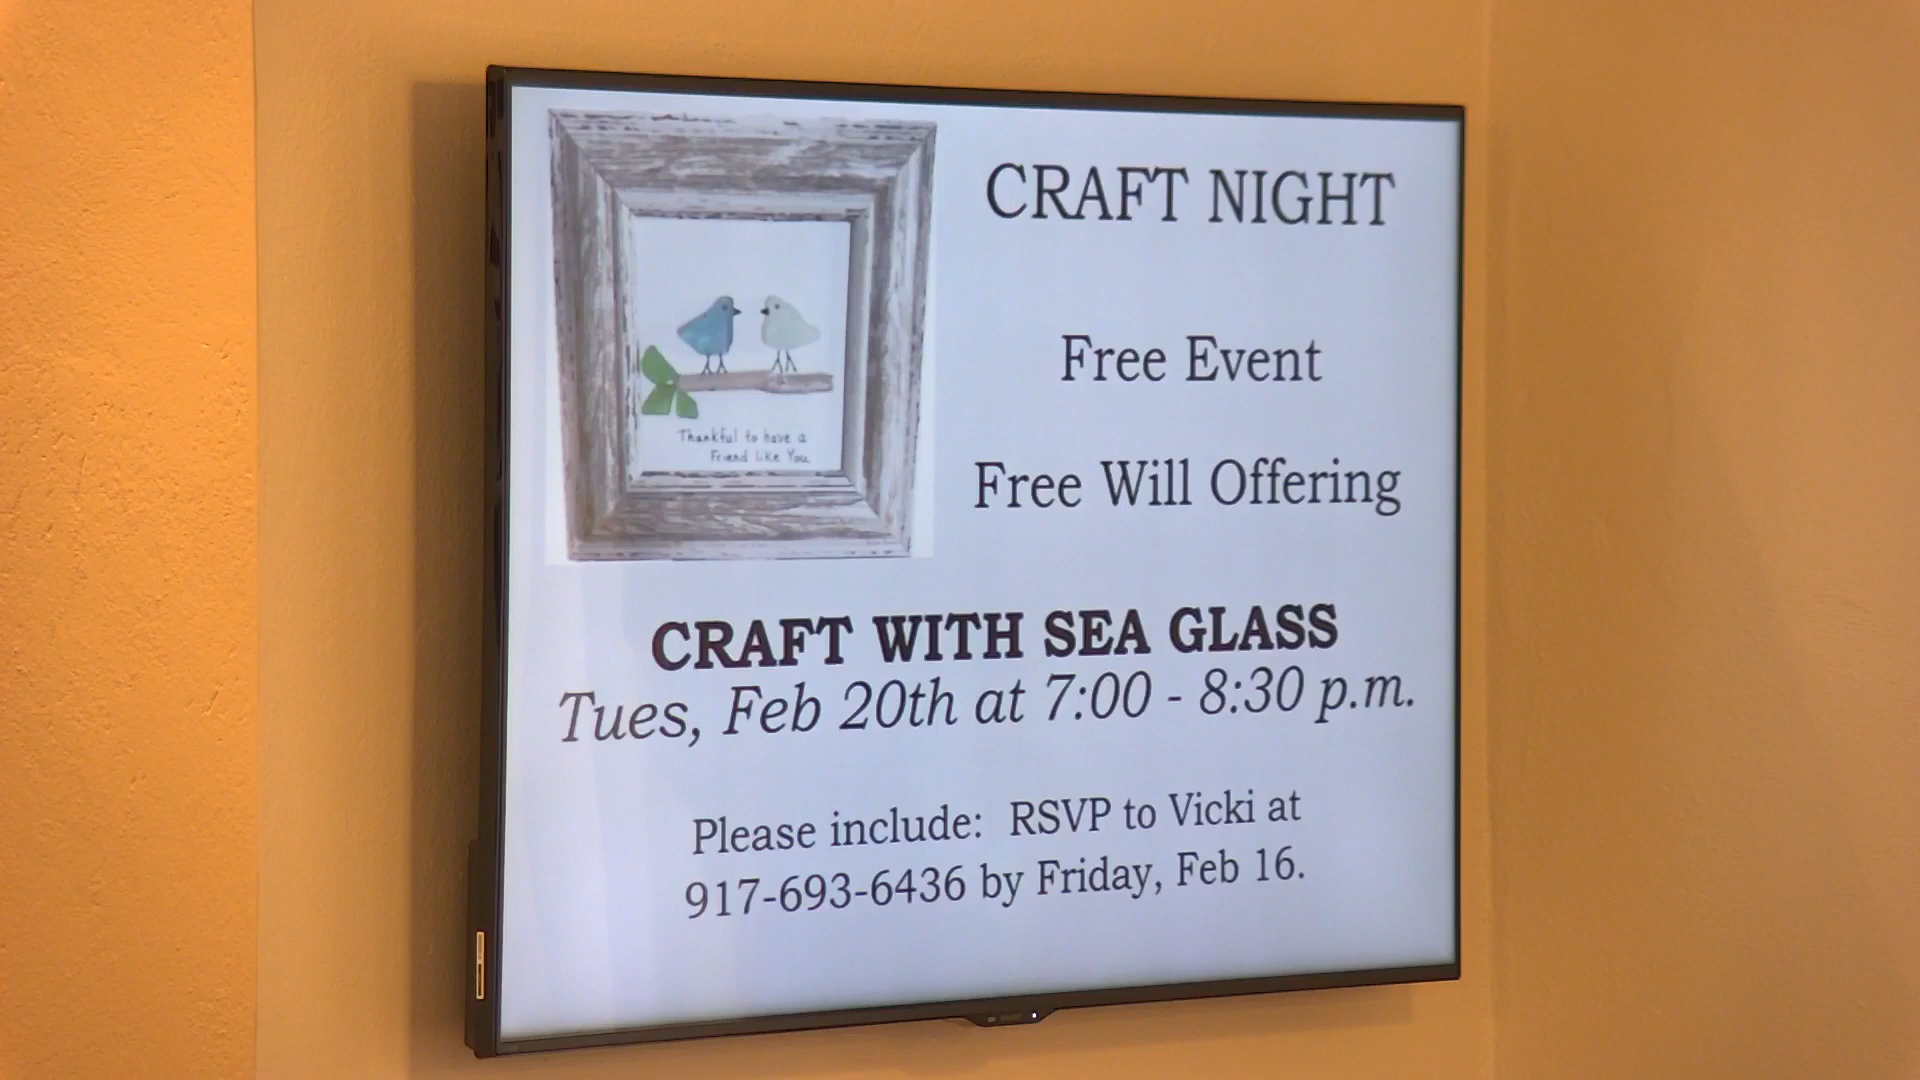 CRAFT NIGHT
Free Event
Free Will Offering
Thankful to have a
Friend like You
CRAFT WITH SEA GLASS
Tues, Feb 20th at 7:00 - 8:30 p.m.
Please include: RSVP to Vicki at
917-693-6436 by Friday, Feb 16.